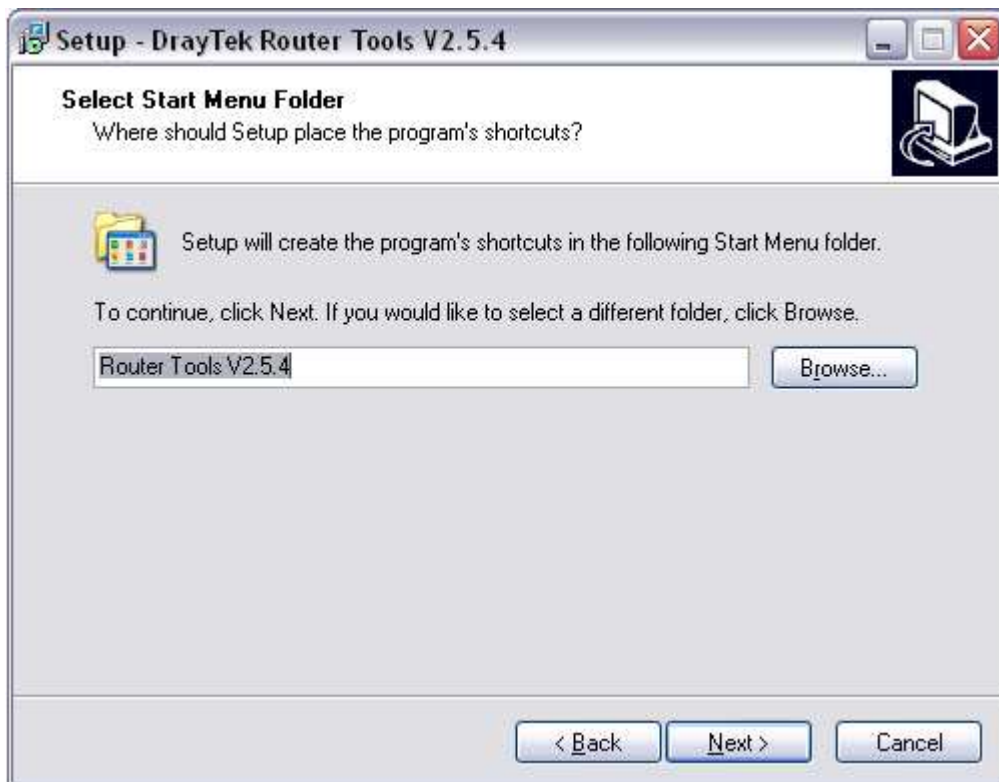 Setup - DrayTek Router Tools V2.5.4
Select Start Menu Folder
Where should Setup place the program's shortcuts?
Setup will create the program's shortcuts in the following Start Menu folder.
To continue, click Next. If you would like to select a different folder, click Browse.
Router Tools V2.5.4
Browse...
< Back
Next >
Cancel